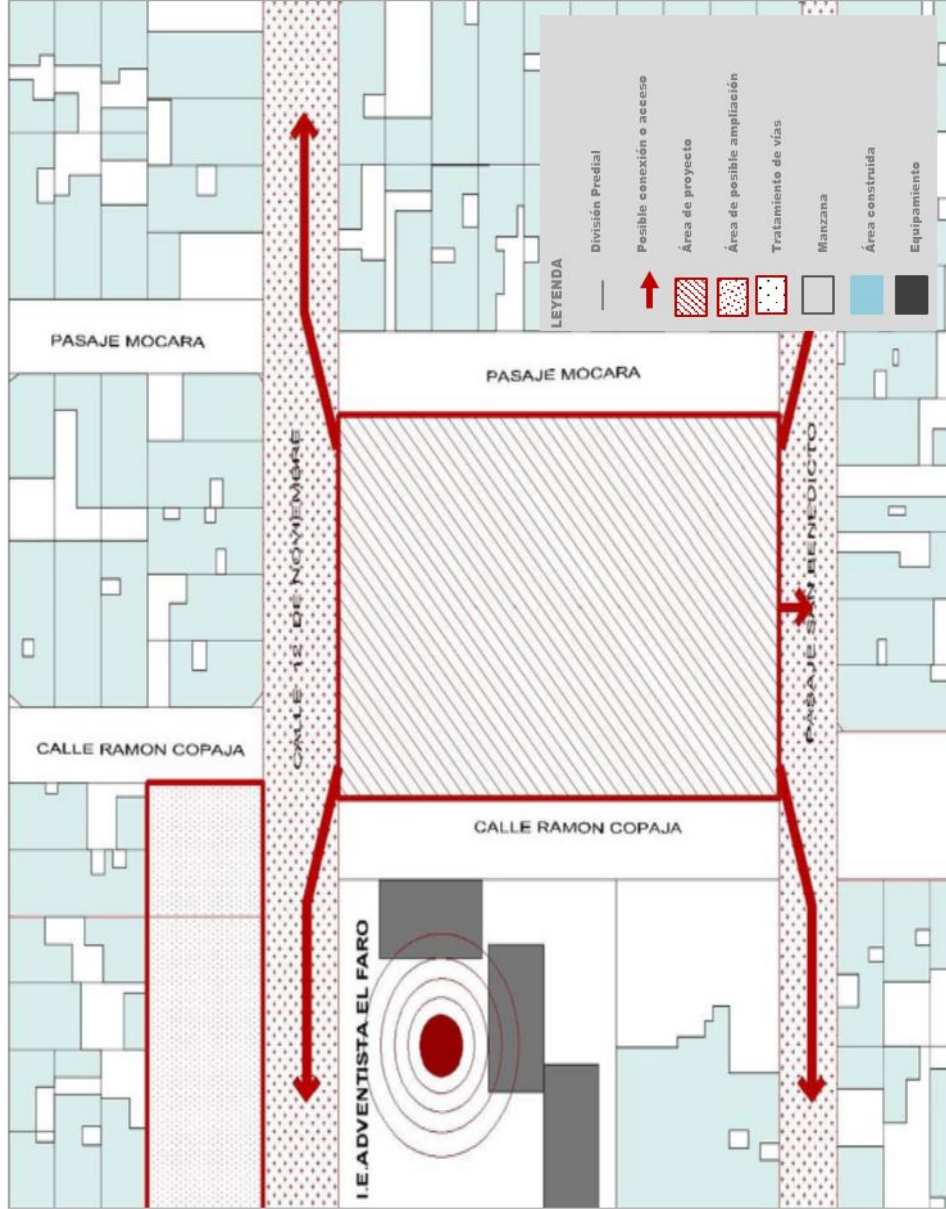 PASAJE MOCARA
PASAJE MOCARA
CALLE 12 DE NOVIEMBRE
PASAJE SAN BENEDICTO
CALLE RAMON COPAJA
CALLE RAMON COPAJA
I.E.ADVENTISTA EL FARO
LEYENDA
División Predial
Posible conexión o acceso
Área de proyecto
Área de posible ampliación
Tratamiento de vías
Manzana
Área construida
Equipamiento